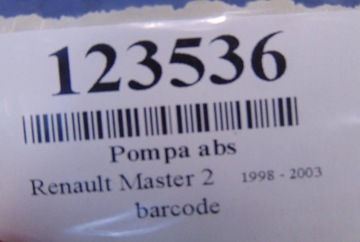 123536
Pompa abs
Renault Master 2 1998 - 2003
barcode